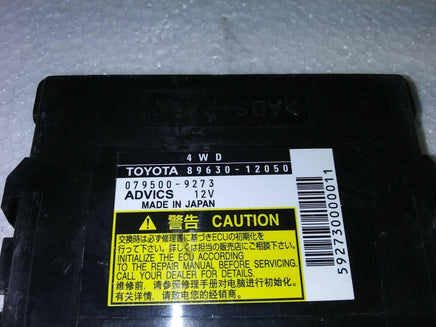 4WD
TOYOTA 89630-12050
079500-9273
ADVICS 12V
MADE IN JAPAN
592730000011
警告 CAUTION
交換時は必ず修理書に基づきECUの初期化を
行って下さい。詳しくは担当の販売店にご相談下さい。
INITIALIZE THE ECU ACCORDING
TO THE REPAIR MANUAL BEFORE SERVICING.
CALL YOUR DEALER FOR DETAILS.
维修前，请参照修理手册对电脑进行初始化。
有关详情，请致电您的经销商。